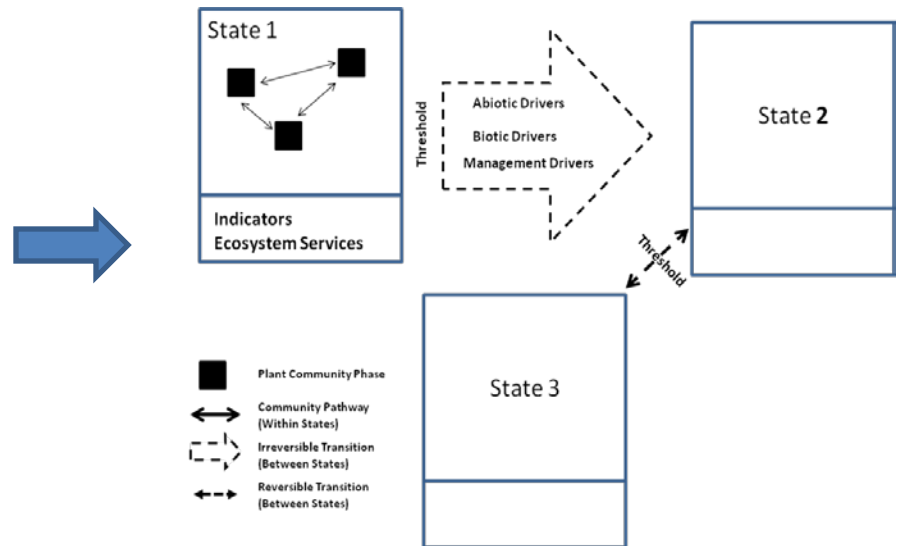 State 1
Indicators
Ecosystem Services
Threshold
Abiotic Drivers
Biotic Drivers
Management Drivers
State 2
Threshold
State 3
Plant Community Phase
Community Pathway
(Within States)
Irreversible Transition
(Between States)
Reversible Transition
(Between States)